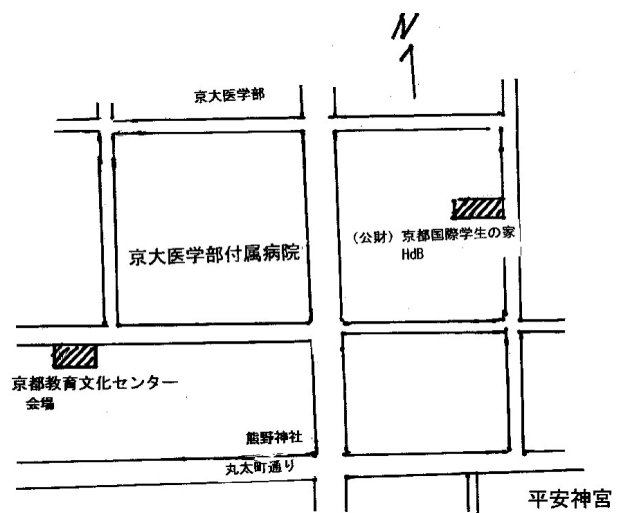 N
京大医学部
(公財)京都国際学生の家
HdB
京大医学部付属病院
京都教育文化センター
会場
熊野神社
丸太町通り
平安神宮